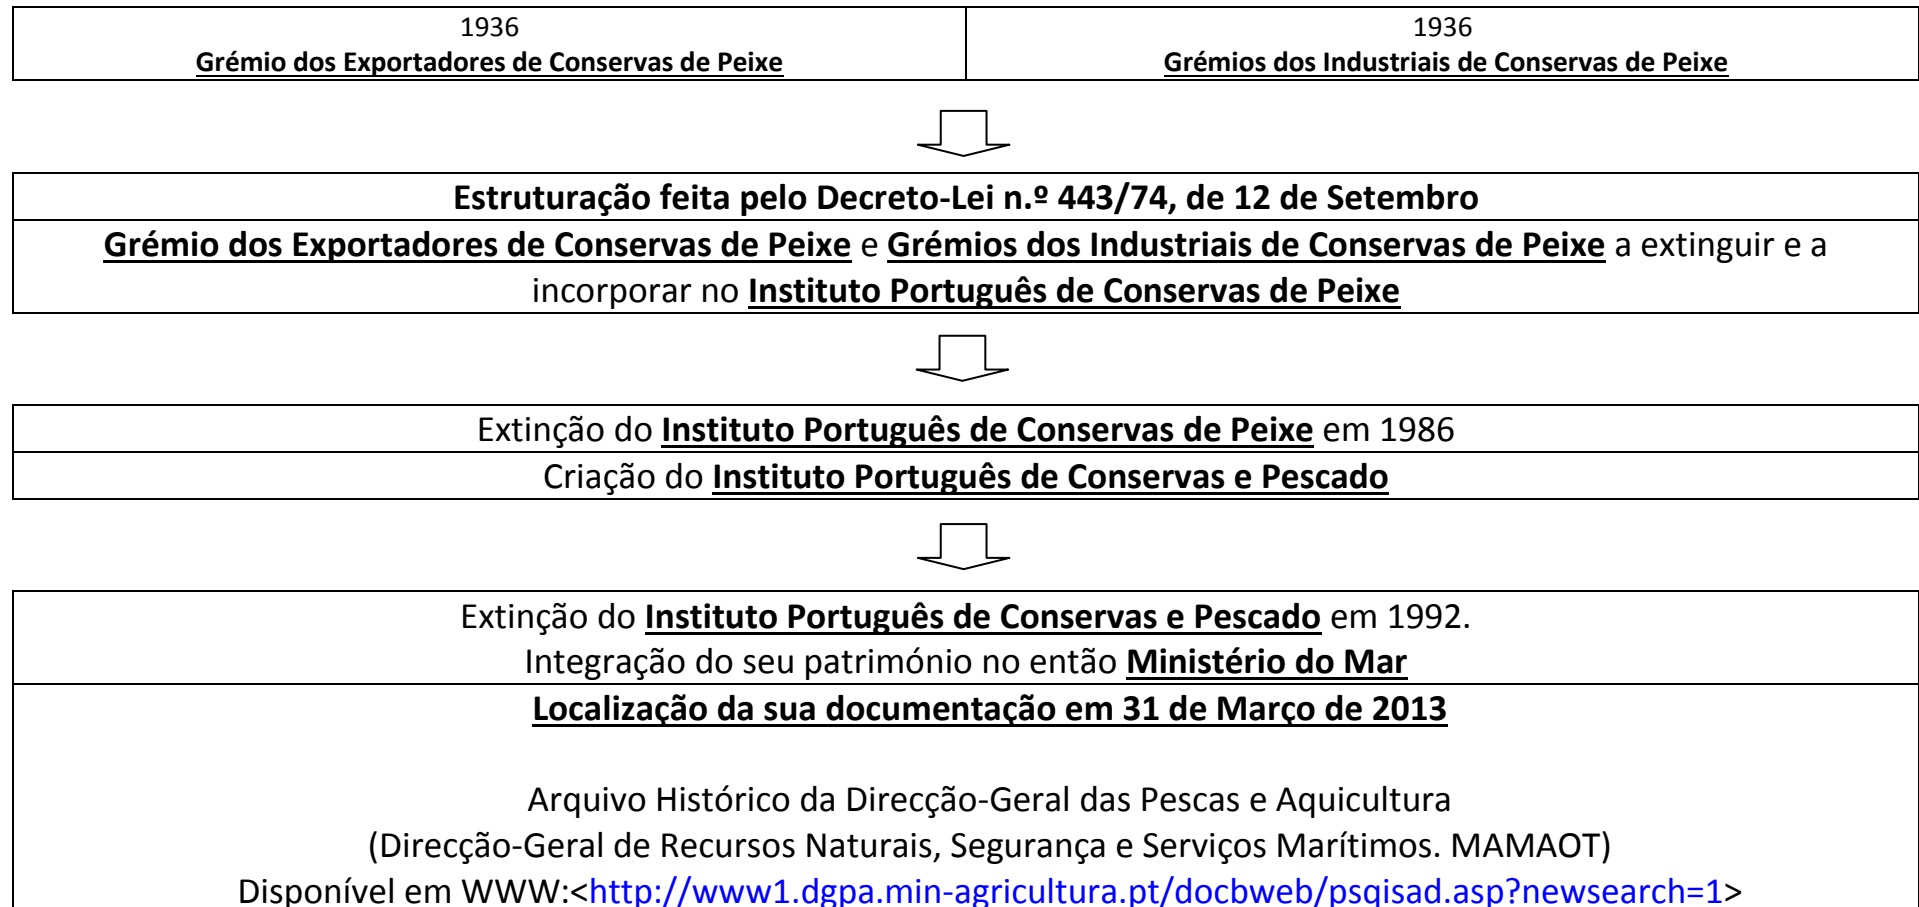 1936
Grémio dos Exportadores de Conservas de Peixe
1936
Grémios dos Industriais de Conservas de Peixe
Estruturação feita pelo Decreto-Lei n.º 443/74, de 12 de Setembro
Grémio dos Exportadores de Conservas de Peixe e Grémios dos Industriais de Conservas de Peixe a extinguir e a
incorporar no Instituto Português de Conservas de Peixe
Extinção do Instituto Português de Conservas de Peixe em 1986
Criação do Instituto Português de Conservas e Pescado
Extinção do Instituto Português de Conservas e Pescado em 1992.
Integração do seu património no então Ministério do Mar
Localização da sua documentação em 31 de Março de 2013
Arquivo Histórico da Direcção-Geral das Pescas e Aquicultura
(Direcção-Geral de Recursos Naturais, Segurança e Serviços Marítimos. MAMAOT)
Disponível em WWW:<http://www1.dgpa.min-agricultura.pt/docbweb/psqisad.asp?newsearch=1>